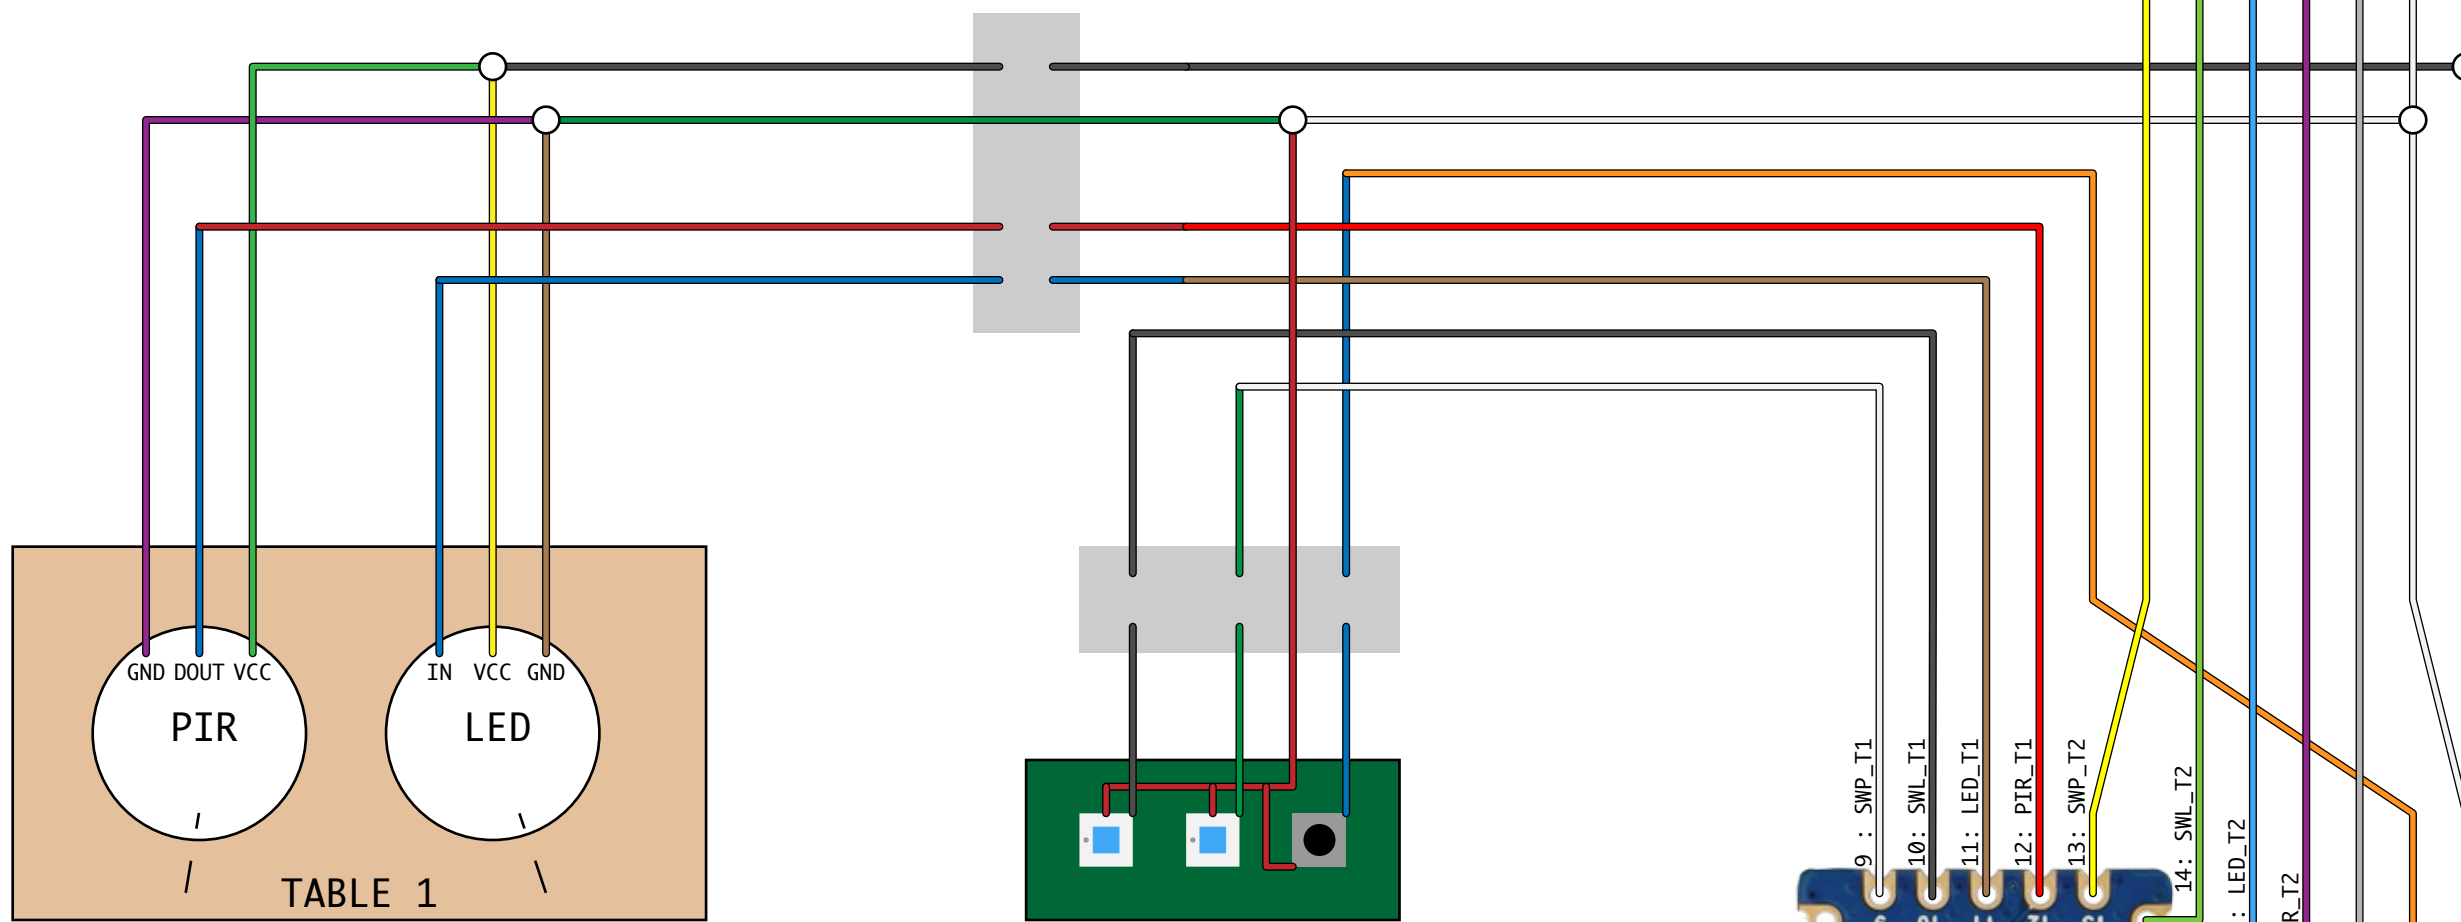 GND DOUT VCC
PIR
IN VCC GND
LED
TABLE 1
9 : SWP_T1
10: SWL_T1
11: LED_T1
12: PIR_T1
13: SWP_T2
14: SWL_T2
: LED_T2
R_T2